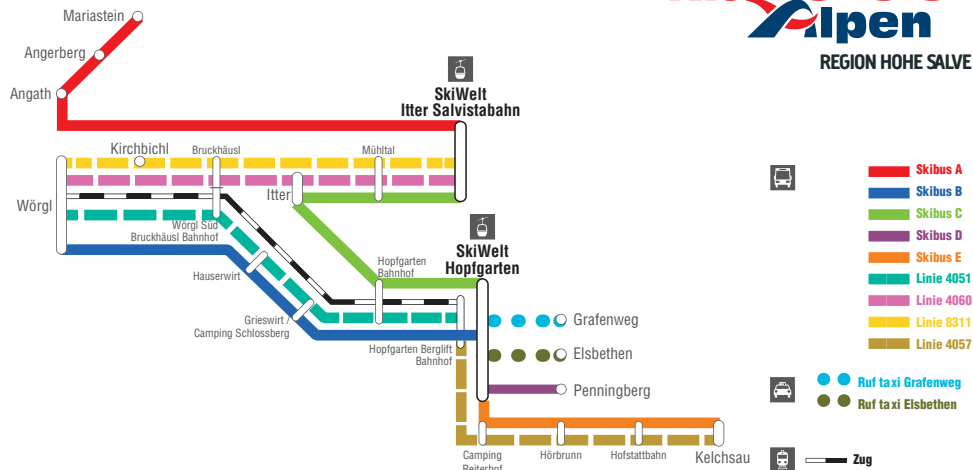 Alpen
REGION HOHE SALVE
Mariastein
Angerberg
Angath
SkiWelt
Itter Salvistabahn
Kirchbichl
Bruckhäusl
Mühltal
Wörgl
Itter
Wörgl Süd
Bruckhäusl Bahnhof
Hauserwirt
Grieswirt /
Camping Schlossberg
Hopfgarten
Bahnhof
SkiWelt
Hopfgarten
Hopfgarten Berglift
Bahnhof
Grafenweg
Elsbethen
Penningberg
Camping
Reiterhof
Hörbrunn
Hofstattbahn
Kelchsau
Skibus A
Skibus B
Skibus C
Skibus D
Skibus E
Linie 4051
Linie 4060
Linie 8311
Linie 4057
Ruf taxi Grafenweg
Ruf taxi Elsbethen
Zug